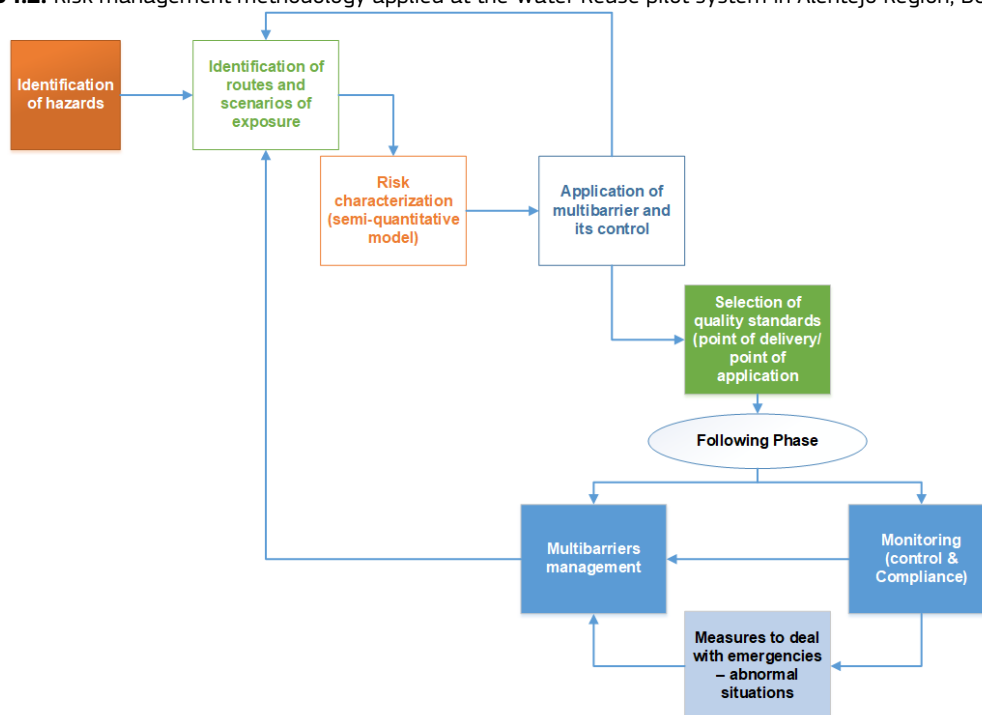 Risk management methodology applied at the Water Reuse pilot system in Alentejo Region,
Identification
of hazards
Identification of
routes and
scenarios of
exposure
Risk
characterization
(semi-quantitative
model)
Application of
multibarrier and
its control
Selection of
quality standards
(point of delivery/
point of
application
Following Phase
Multibarriers
management
Monitoring
(control &
Compliance)
Measures to deal
with emergencies
– abnormal
situations